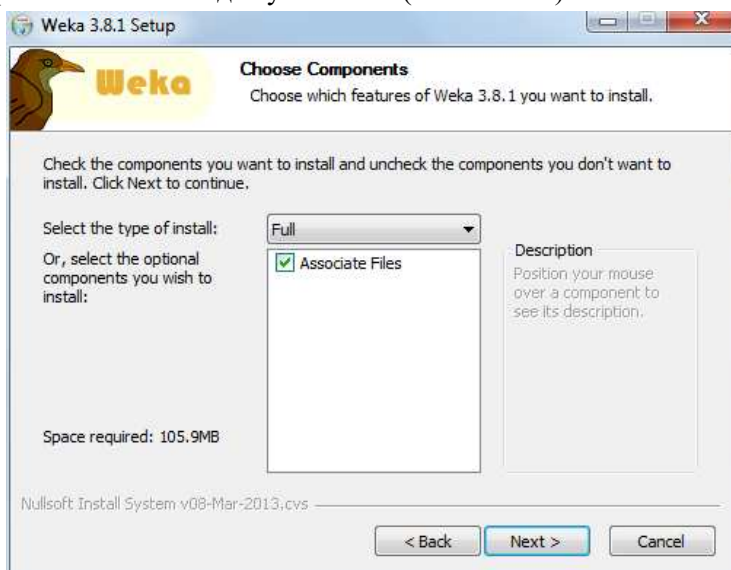 Weka 3.8.1 Setup
Weka
Choose Components
Choose which features of Weka 3.8.1 you want to install.
Check the components you want to install and uncheck the components you don't want to
install. Click Next to continue.
Select the type of install:
Full
Or, select the optional
components you wish to
install:
Associate Files
Description
Position your mouse
over a component to
see its description.
Space required: 105.9MB
Nullsoft Install System v08-Mar-2013.cvs
< Back
Next >
Cancel